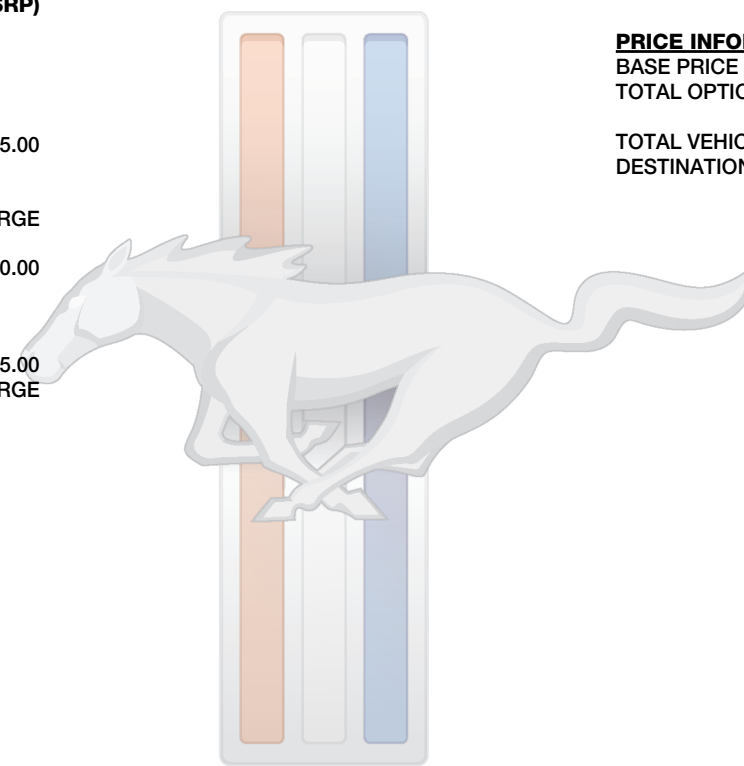 SRP)
5.00
RGE
0.00
5.00
RGE
PRICE INFO
BASE PRICE
TOTAL OPTIO
TOTAL VEHIC
DESTINATION